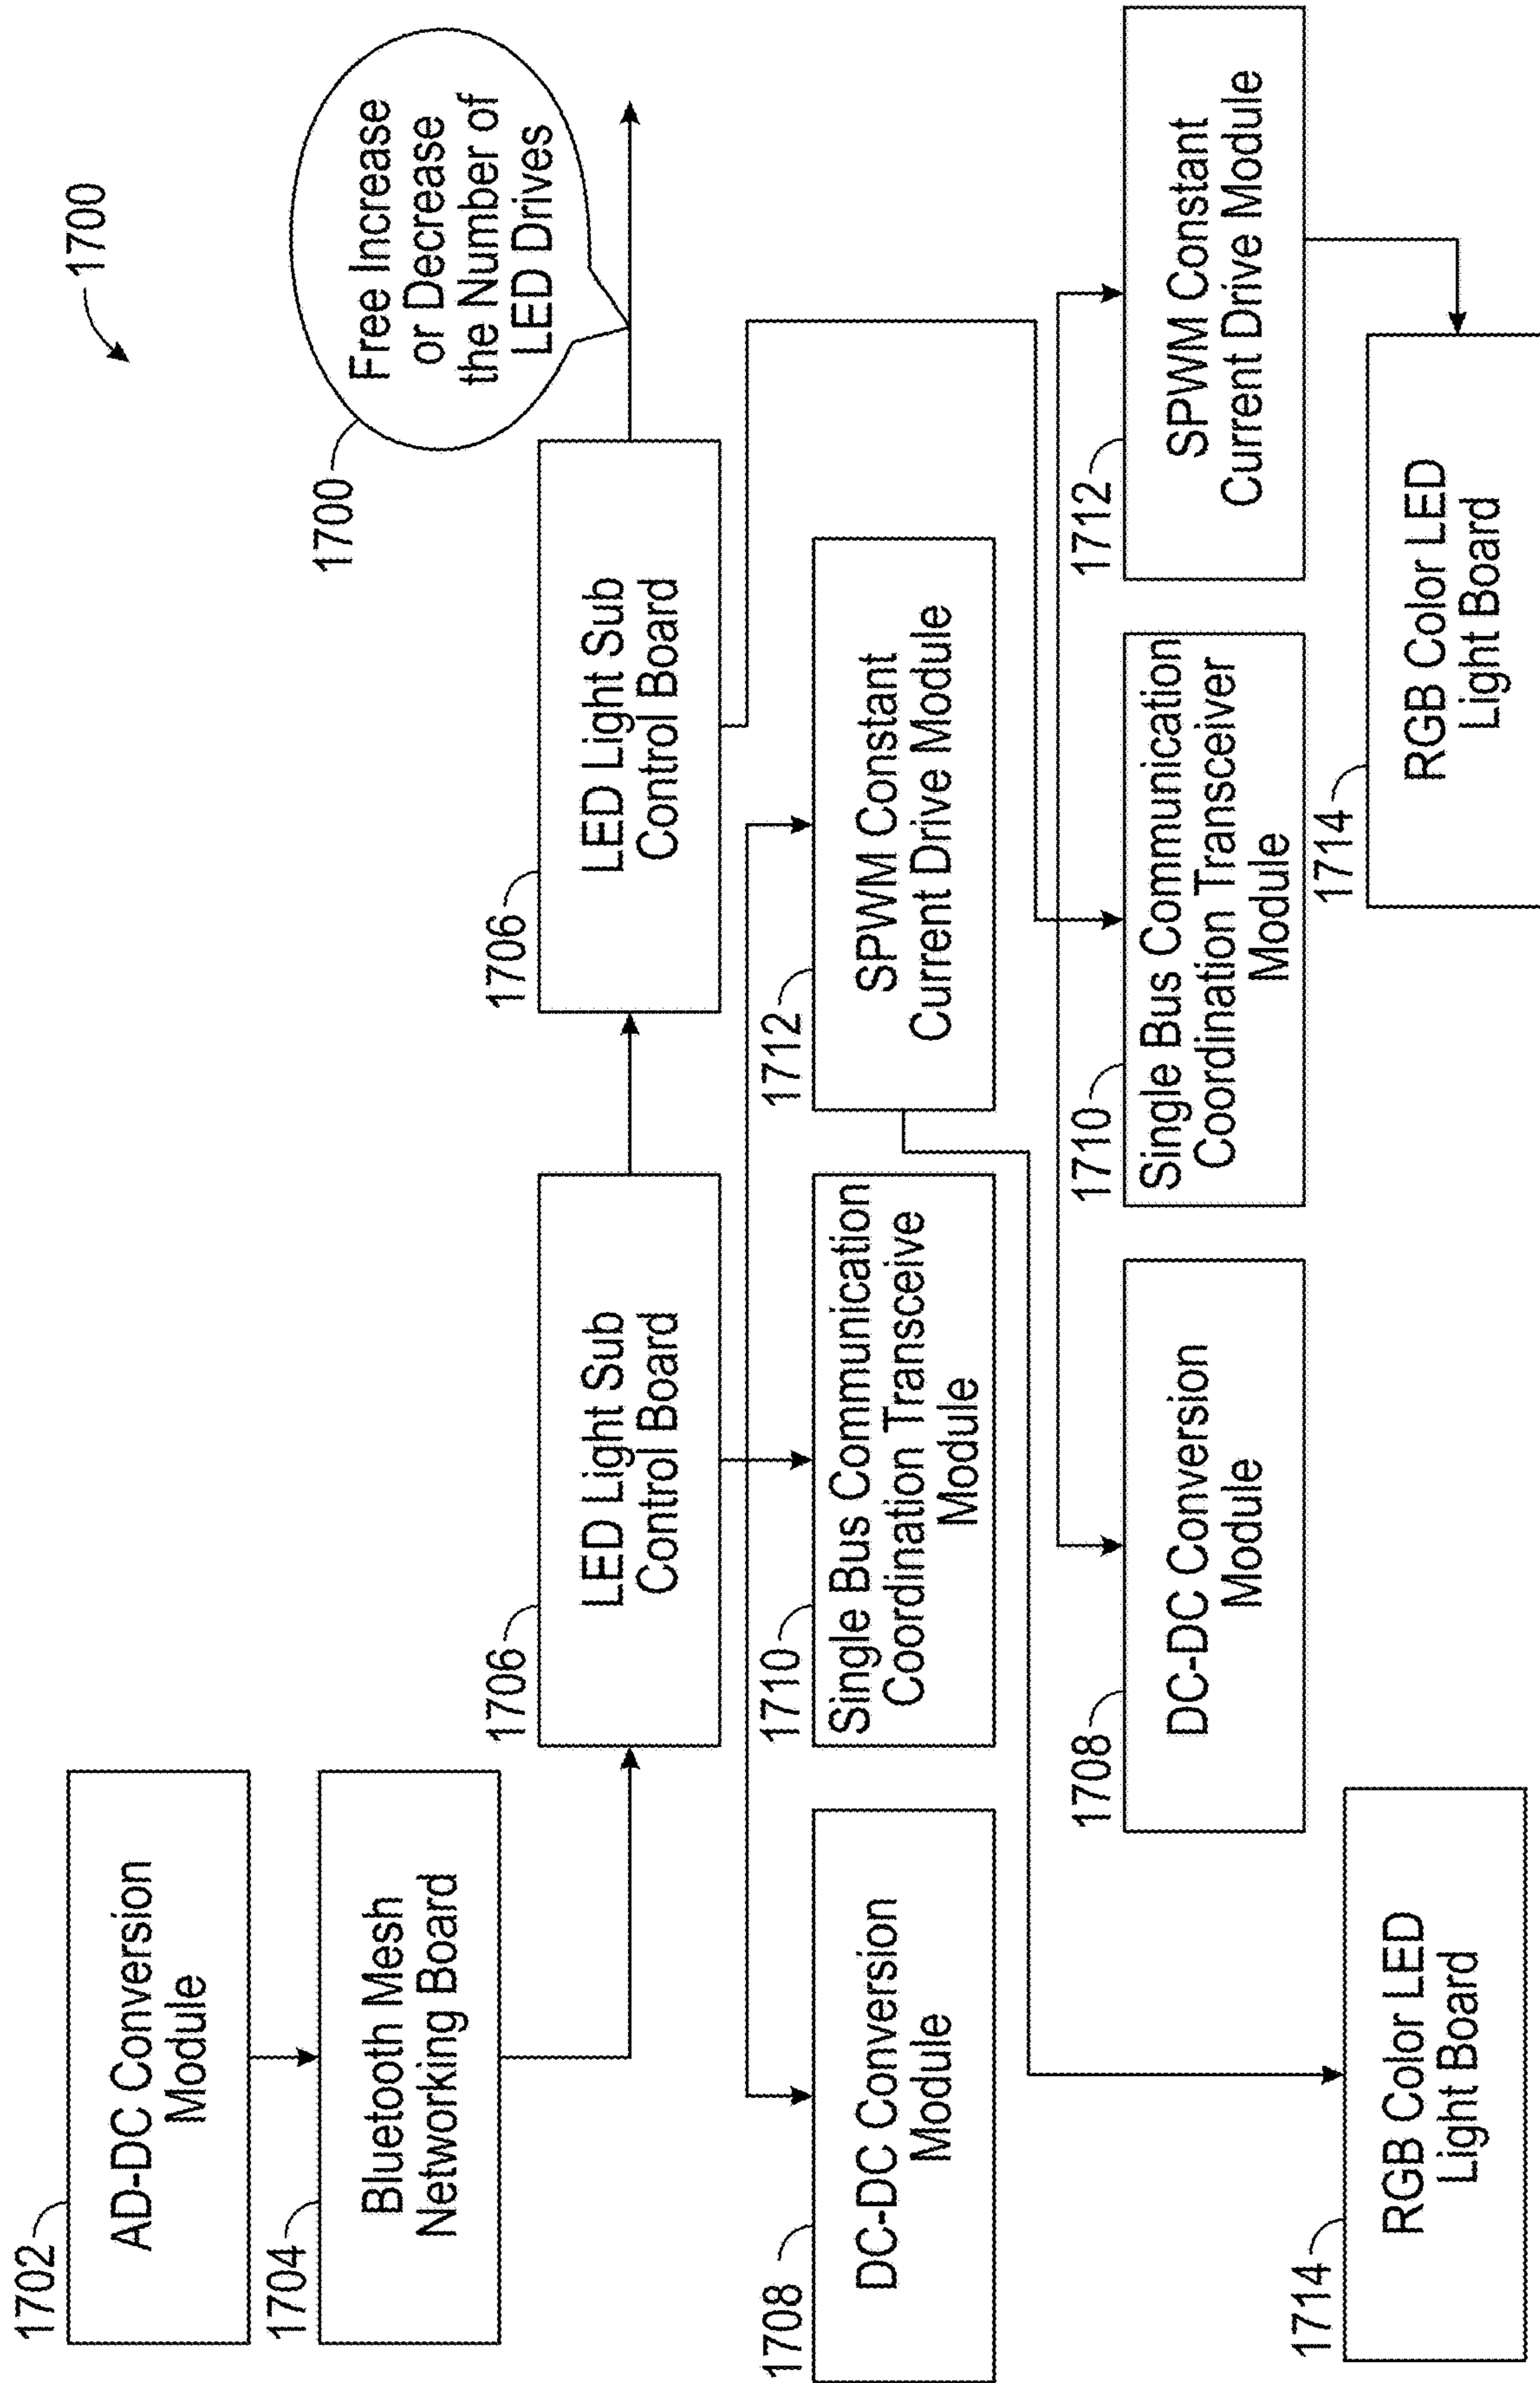 1700
1702
AD-DC Conversion
Module
1704
Bluetooth Mesh
Networking Board
1706
LED Light Sub
Control Board
1706
LED Light Sub
Control Board
1700
Free Increase
or Decrease
the Number of
LED Drives
1708
DC-DC Conversion
Module
1710
Single Bus Communication
Coordination Transceive
Module
1712
SPWM Constant
Current Drive Module
1708
DC-DC Conversion
Module
1710
Single Bus Communication
Coordination Transceiver
Module
1712
SPWM Constant
Current Drive Module
1714
RGB Color LED
Light Board
1714
RGB Color LED
Light Board